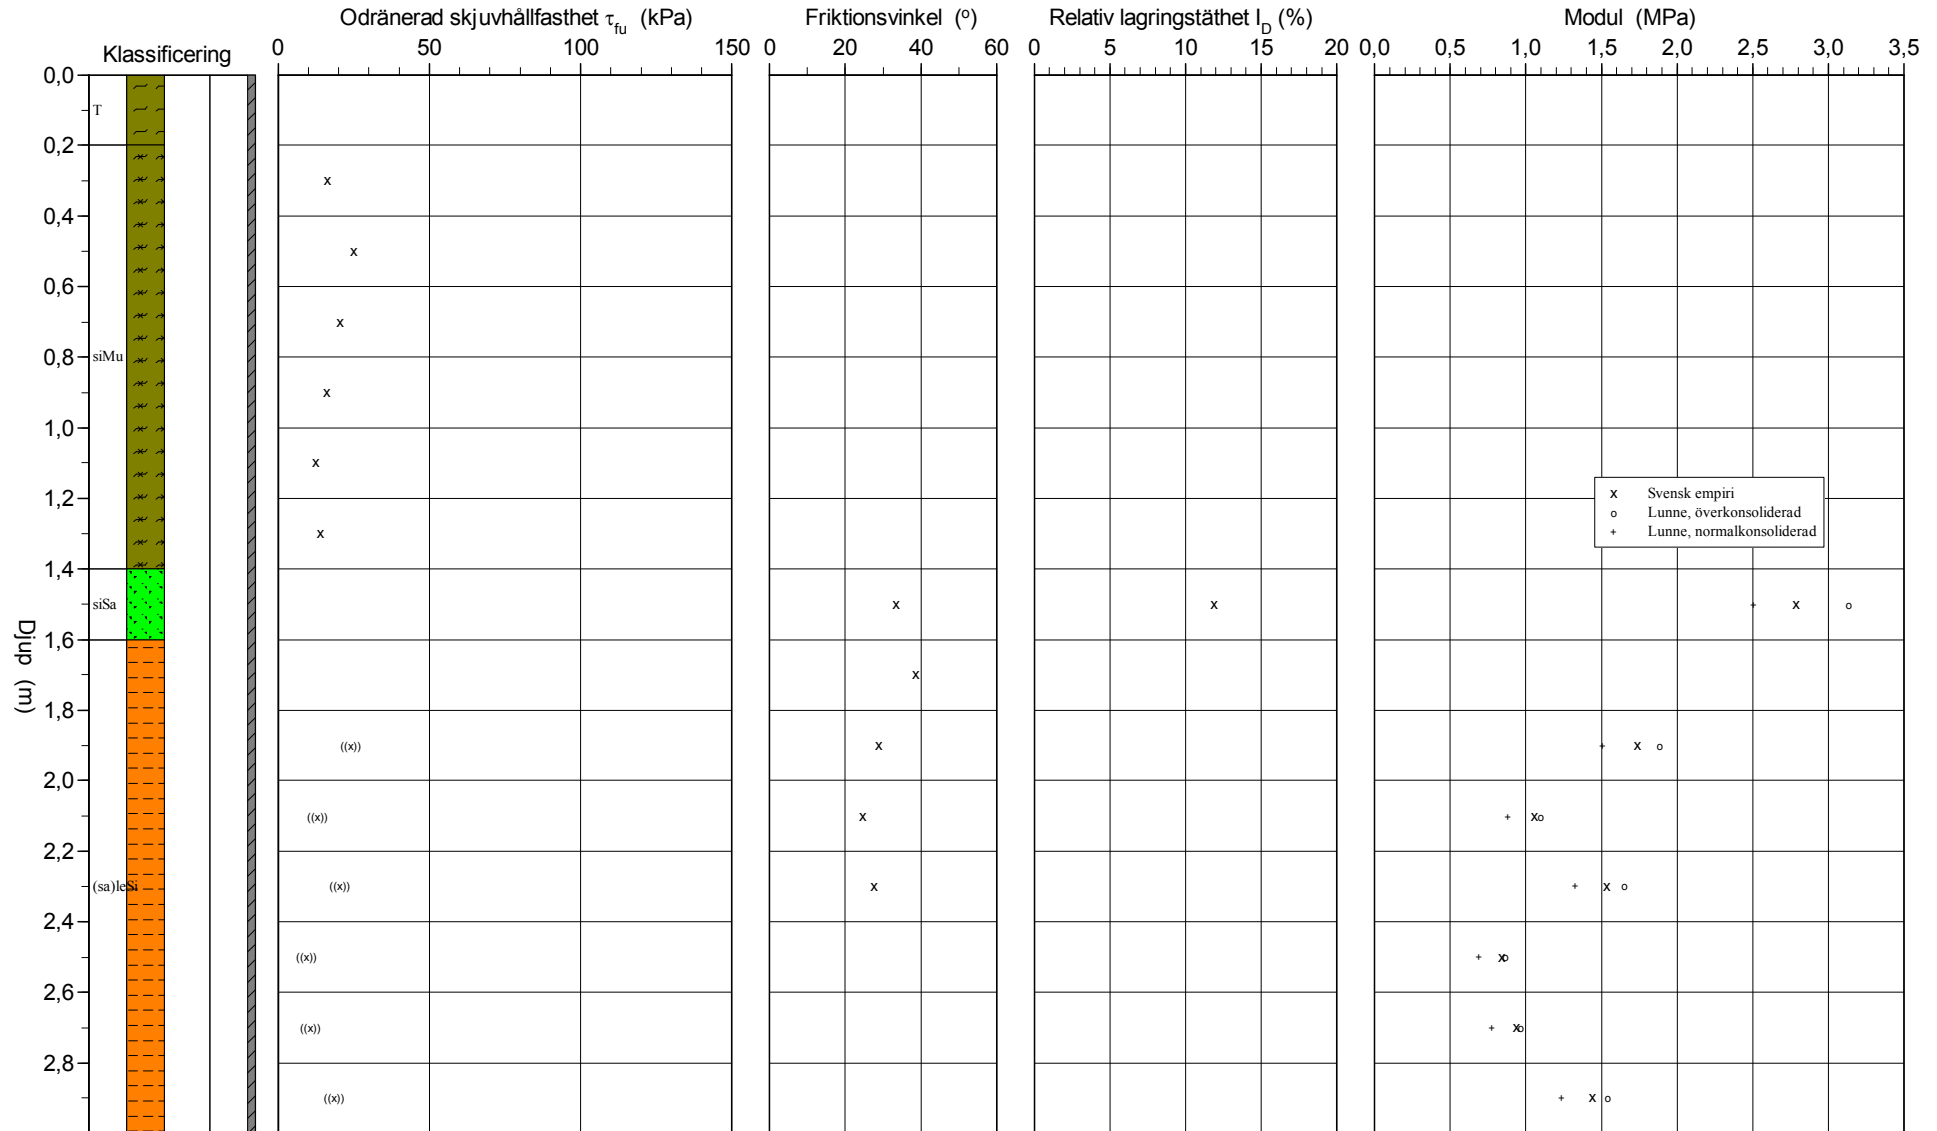 Odränerad skjuvhållfasthet τfu (kPa) Friktionsvinkel (o) Relativ lagringstäthet ID (%) Modul (MPa)
Klassificering
0 50 100 150 0 20 40 60 0 5 10 15 20 0,0 0,5 1,0 1,5 2,0 2,5 3,0 3,5
0,0
T
0,2
x
0,4
x
0,6
x
0,8 siMu
x
1,0
x
1,2
x Svensk empiri
o Lunne, överkonsoliderad
+ Lunne, normalkonsoliderad
x
1,4
siSa x x + x o
1,6
Djup (m)
x
1,8
((x)) x + x o
2,0
((x)) x + x o
2,2
(sa)leSi ((x)) x + x o
2,4
((x)) + x o
2,6
((x)) + x o
2,8
((x)) + x o